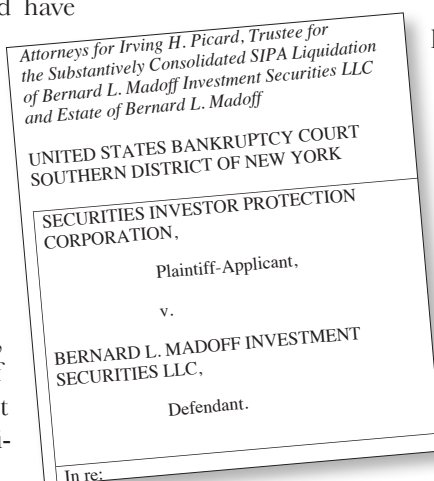 d have
Attorneys for Irving H. Picard, Trustee for
the Substantively Consolidated SIPA Liquidation
of Bernard L. Madoff Investment Securities LLC
and Estate of Bernard L. Madoff
UNITED STATES BANKRUPTCY COURT
SOUTHERN DISTRICT OF NEW YORK
SECURITIES INVESTOR PROTECTION
CORPORATION,
Plaintiff-Applicant,
v.
BERNARD L. MADOFF INVESTMENT
SECURITIES LLC,
Defendant.
In re: